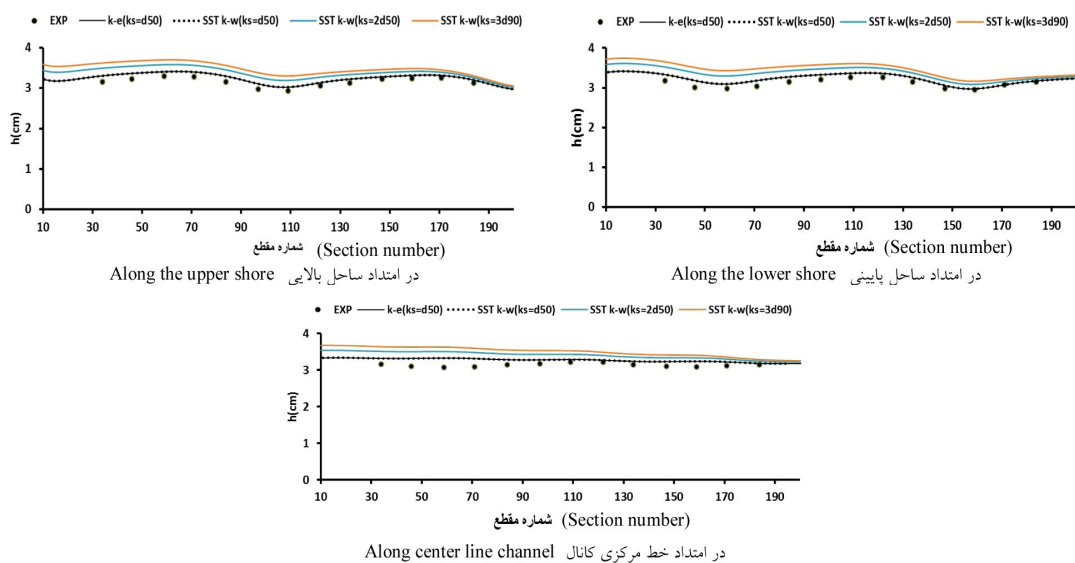 EXP k-e(ks=d50) SST k-w(ks=d50) SST k-w(ks=2d50) SST k-w(ks=3d90)
4
3
2
1
0
h(cm)
10 30 50 70 90 110 130 150 170 190
شماره مقطع (Section number)
Along the upper shore در امتداد ساحل بالایی
EXP k-e(ks=d50) SST k-w(ks=d50) SST k-w(ks=2d50) SST k-w(ks=3d90)
4
3
2
1
0
h(cm)
10 30 50 70 90 110 130 150 170 190
شماره مقطع (Section number)
Along the lower shore در امتداد ساحل پایینی
EXP k-e(ks=d50) SST k-w(ks=d50) SST k-w(ks=2d50) SST k-w(ks=3d90)
4
3
2
1
0
h(cm)
10 30 50 70 90 110 130 150 170 190
شماره مقطع (Section number)
Along center line channel در امتداد خط مرکزی کانال